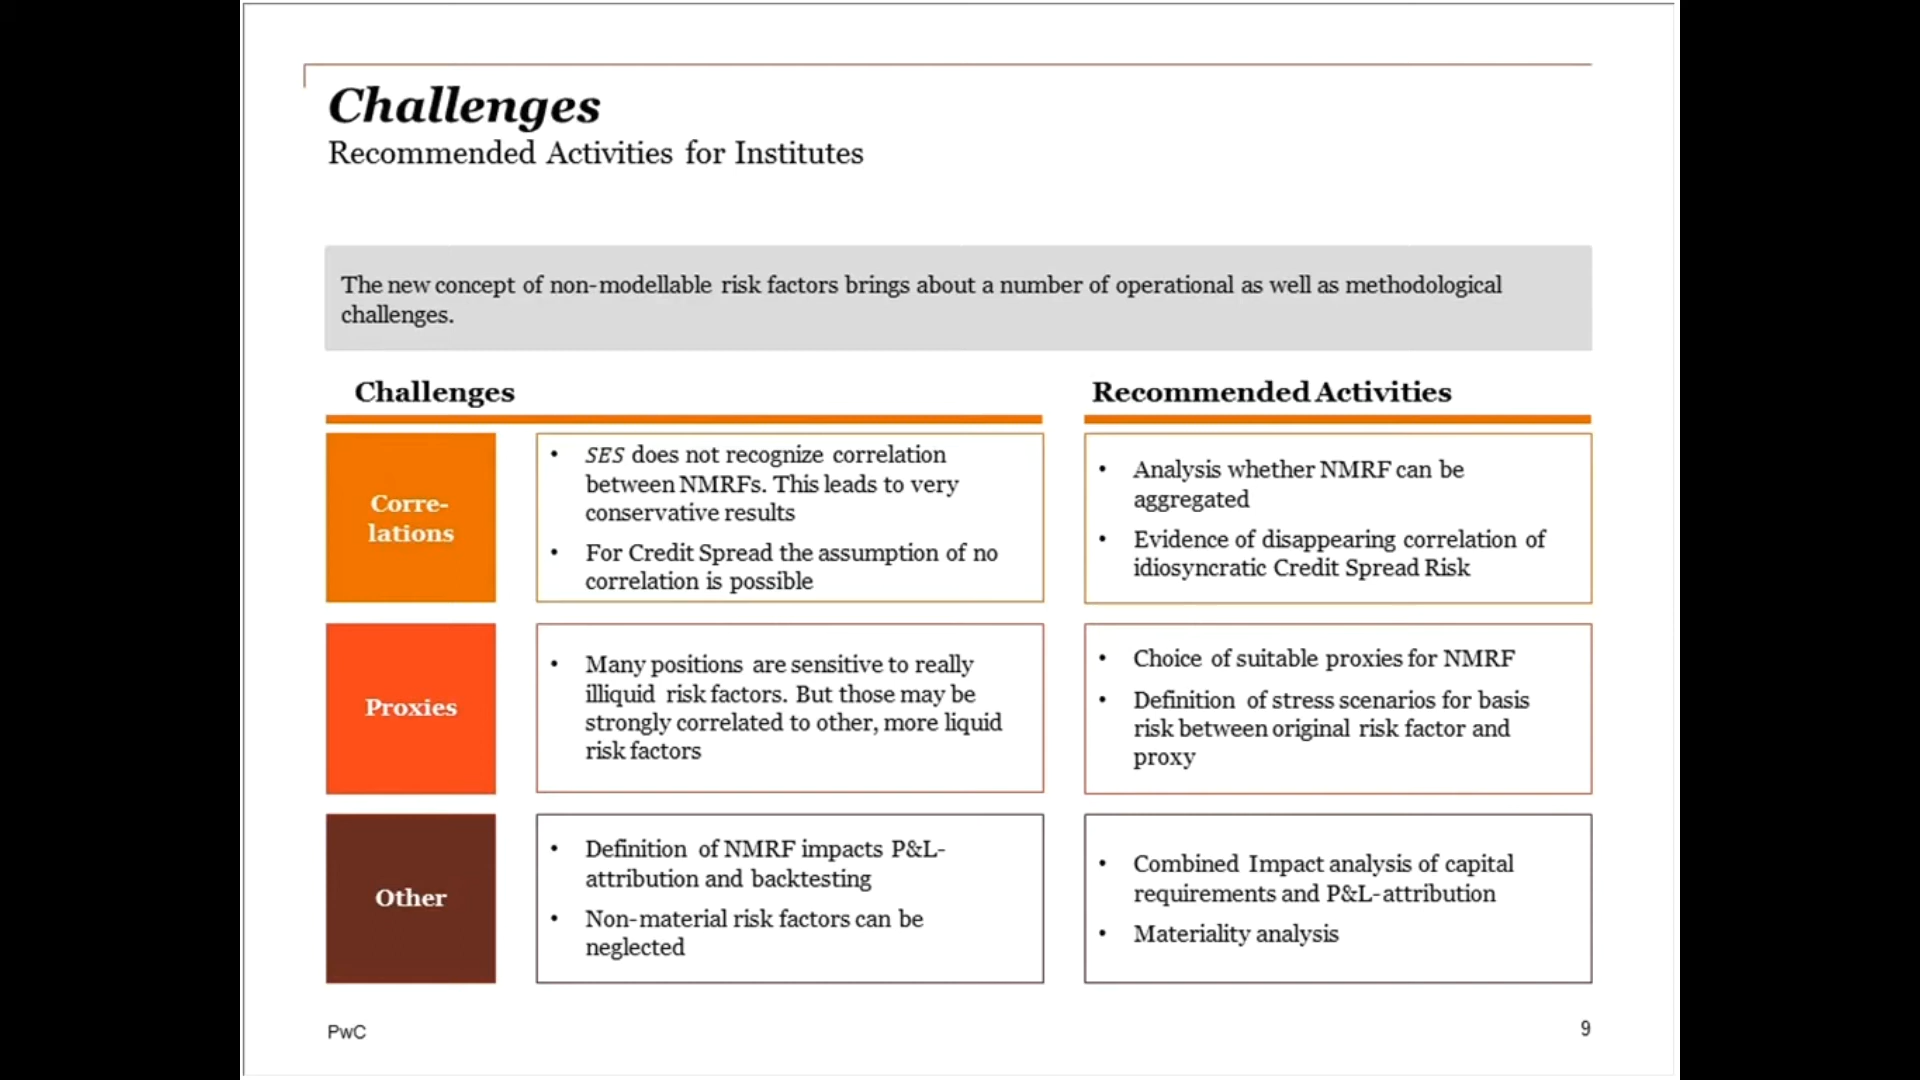 Challenges
Recommended Activities for Institutes
The new concept of non-modellable risk factors brings about a number of operational as well as methodological
challenges.
Challenges
Recommended Activities
Corre-
lations
• SES does not recognize correlation
between NMRFs. This leads to very
conservative results
• For Credit Spread the assumption of no
correlation is possible
• Analysis whether NMRF can be
aggregated
• Evidence of disappearing correlation of
idiosyncratic Credit Spread Risk
Proxies
• Many positions are sensitive to really
illiquid risk factors. But those may be
strongly correlated to other, more liquid
risk factors
• Choice of suitable proxies for NMRF
• Definition of stress scenarios for basis
risk between original risk factor and
proxy
Other
• Definition of NMRF impacts P&L-
attribution and backtesting
• Non-material risk factors can be
neglected
• Combined Impact analysis of capital
requirements and P&L-attribution
• Materiality analysis
PwC
9